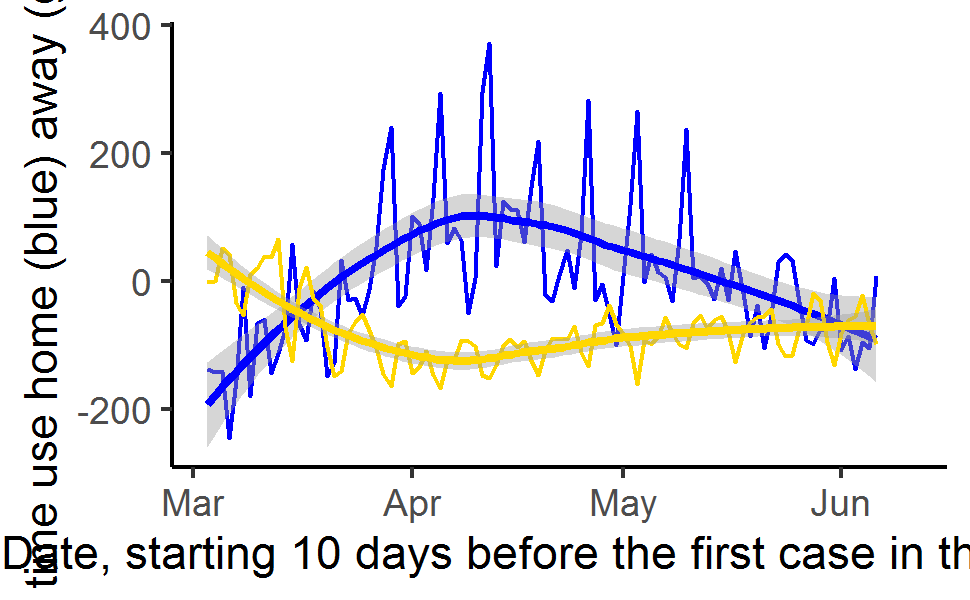 time use home (blue) away (
400
200
0
-200
Mar Apr May Jun
Date, starting 10 days before the first case in th